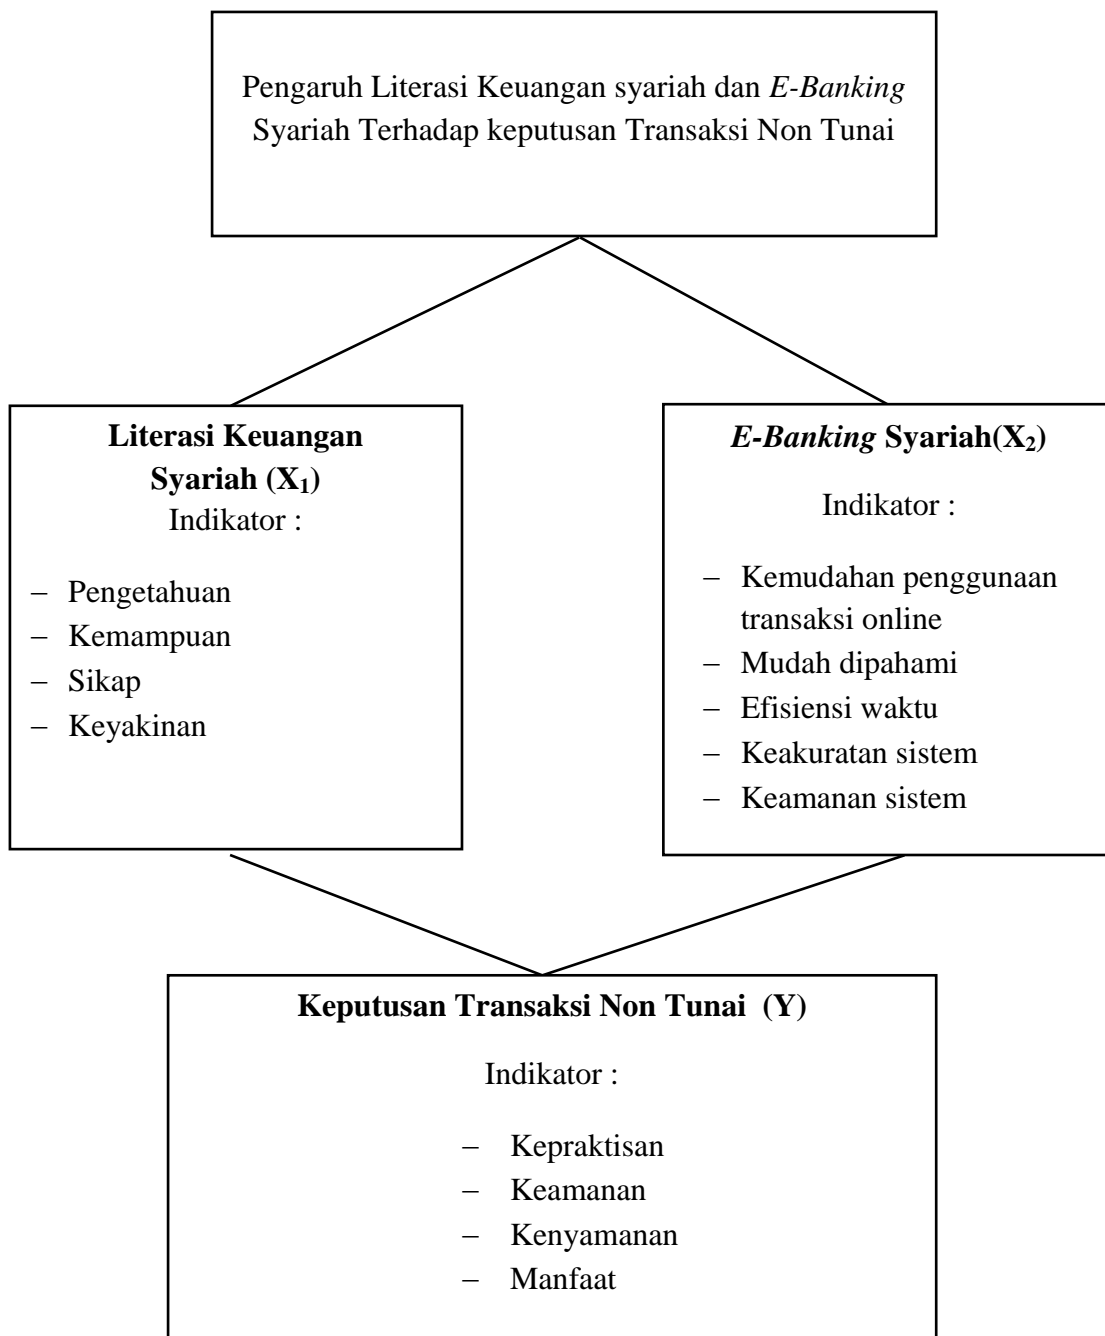 Pengaruh Literasi Keuangan syariah dan E-Banking
Syariah Terhadap keputusan Transaksi Non Tunai
Literasi Keuangan
Syariah (X₁)
Indikator :
– Pengetahuan
– Kemampuan
– Sikap
– Keyakinan
E-Banking Syariah(X₂)
Indikator :
– Kemudahan penggunaan
transaksi online
– Mudah dipahami
– Efisiensi waktu
– Keakuratan sistem
– Keamanan sistem
Keputusan Transaksi Non Tunai (Y)
Indikator :
– Kepraktisan
– Keamanan
– Kenyamanan
– Manfaat